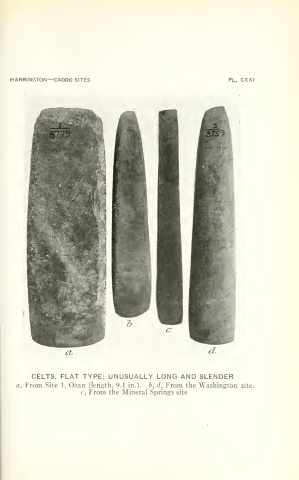 HARRINGTON—CADDO SITES
PL. CXXI
5
8779
5
8757
a
b
c
d
CELTS, FLAT TYPE; UNUSUALLY LONG AND SLENDER
a, From Site 1, Ozan (length, 9.1 in.). b, d, From the Washington site.
c, From the Mineral Springs site